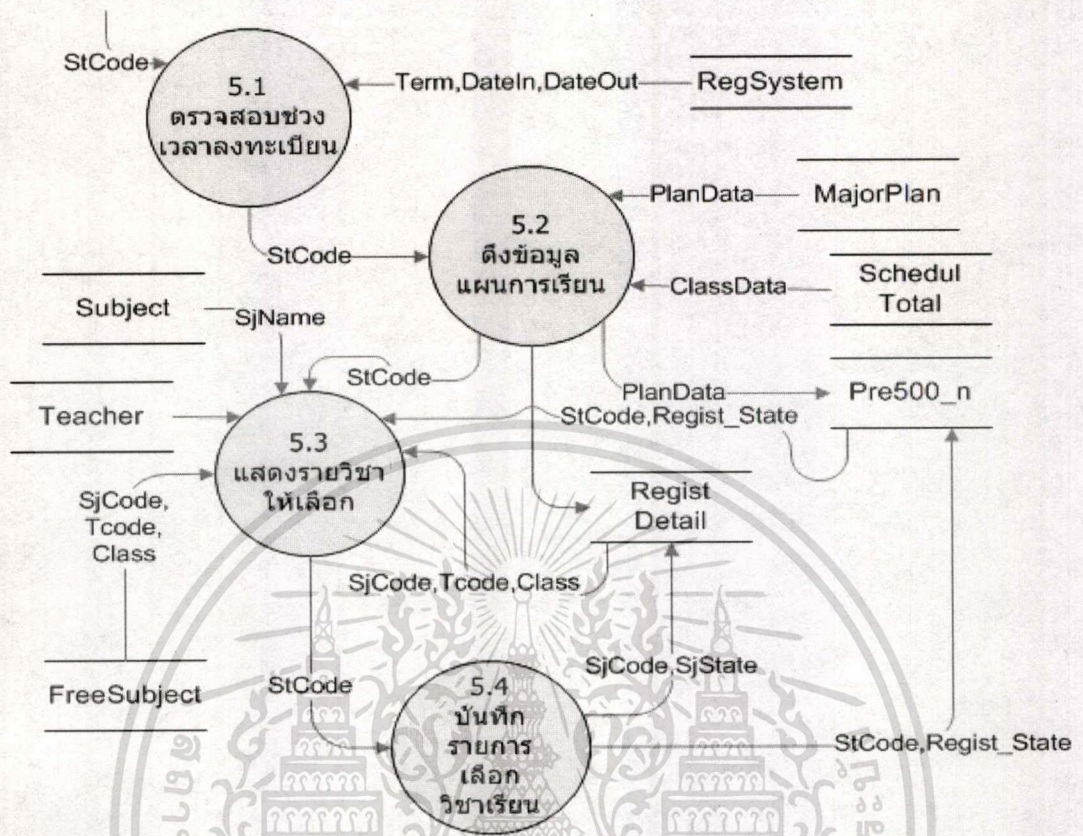 StCode
5.1
ตรวจสอบช่วง
เวลาลงทะเบียน
Term,DateIn,DateOut
RegSystem
PlanData
MajorPlan
5.2
ดึงข้อมูล
แผนการเรียน
StCode
ClassData
Schedul
Total
Subject
SjName
StCode
PlanData
Pre500_n
StCode,Regist_State
Teacher
5.3
แสดงรายวิชา
ให้เลือก
SjCode,
Tcode,
Class
Regist
Detail
SjCode,Tcode,Class
FreeSubject
StCode
SjCode,SjState
5.4
บันทึก
รายการ
เลือก
วิชาเรียน
StCode,Regist_State